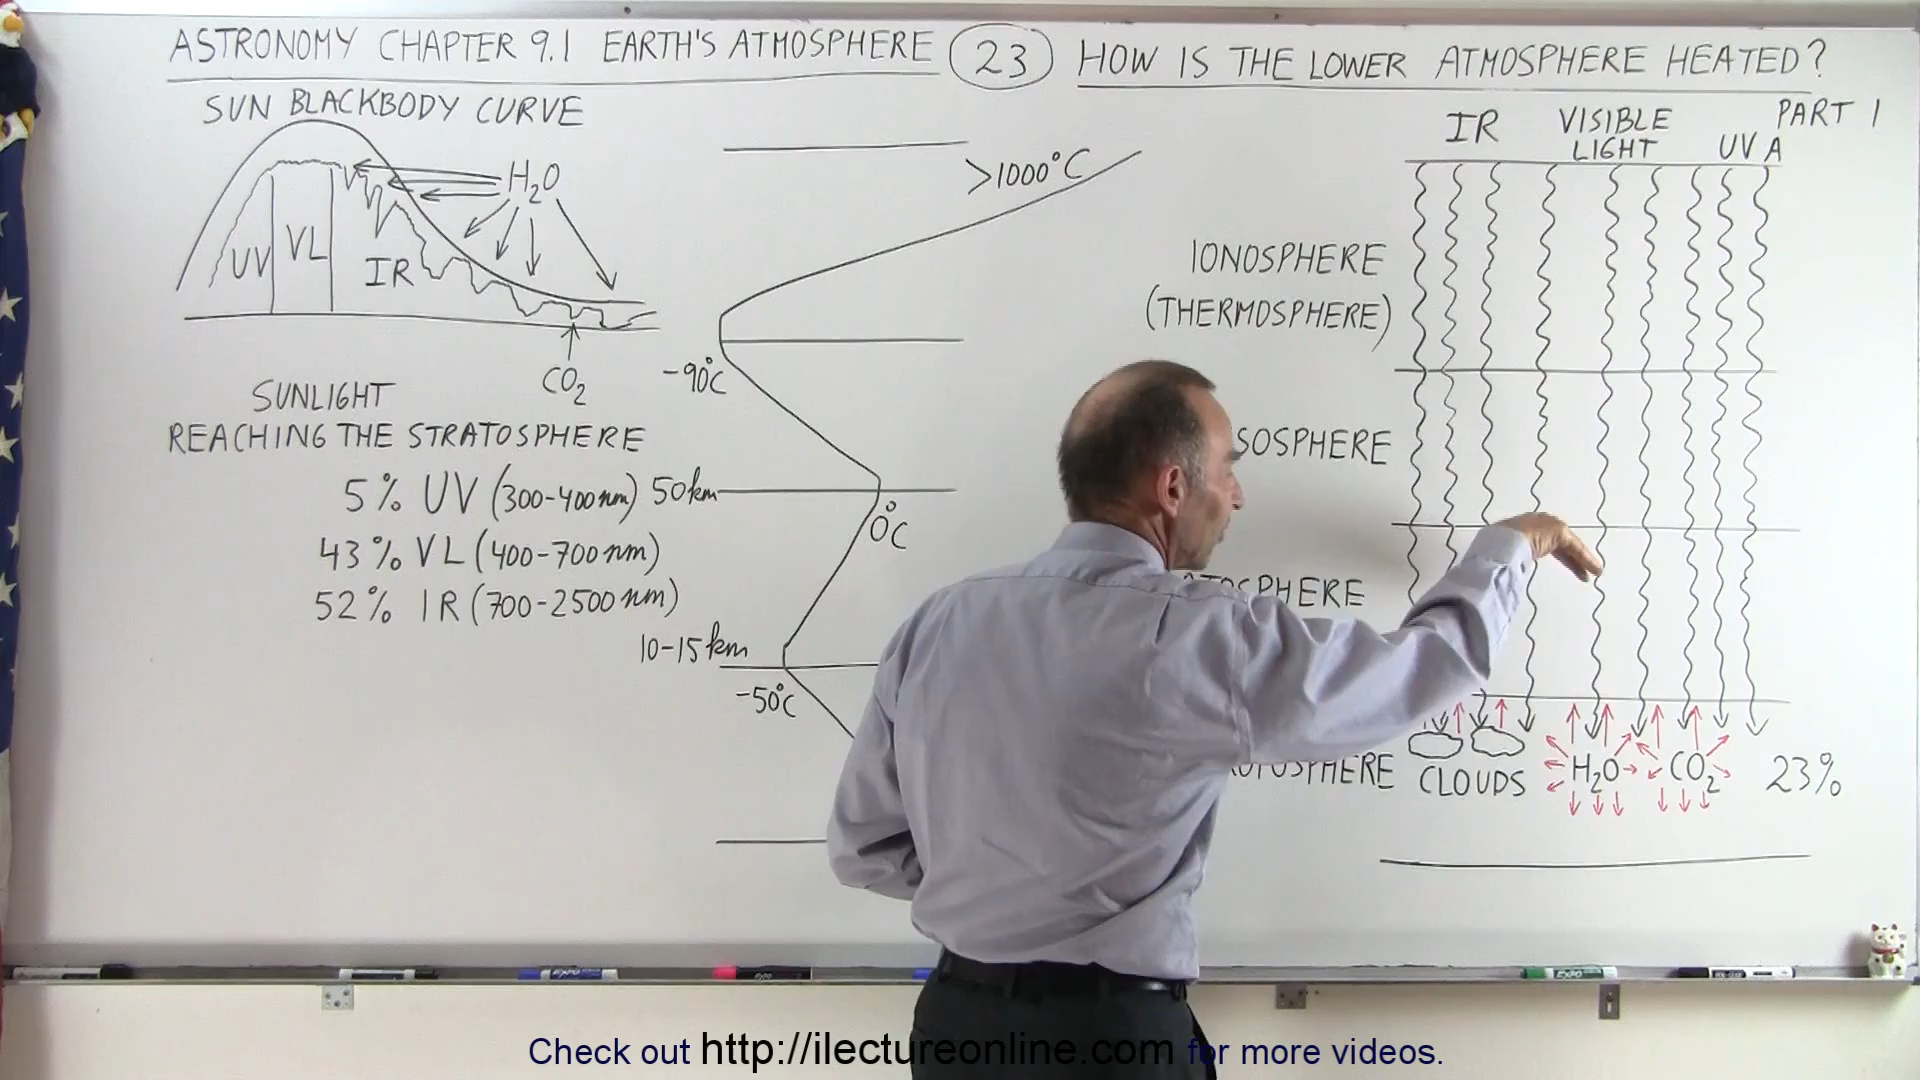 ASTRONOMY CHAPTER 9.1 EARTH'S ATMOSPHERE 23 HOW IS THE LOWER ATMOSPHERE HEATED?
PART 1
SUN BLACKBODY CURVE
H2O
UV
VL
IR
CO2
SUNLIGHT
REACHING THE STRATOSPHERE
5% UV (300-400nm)
43% VL (400-700nm)
52% IR (700-2500nm)
>1000°C
-90°C
50km
0°C
10-15km
-50°C
IR
VISIBLE
LIGHT
UV A
IONOSPHERE
(THERMOSPHERE)
CLOUDS
H2O
CO2
23%
EXPO
EXPO
Check out http://ilectureonline.com for more videos.